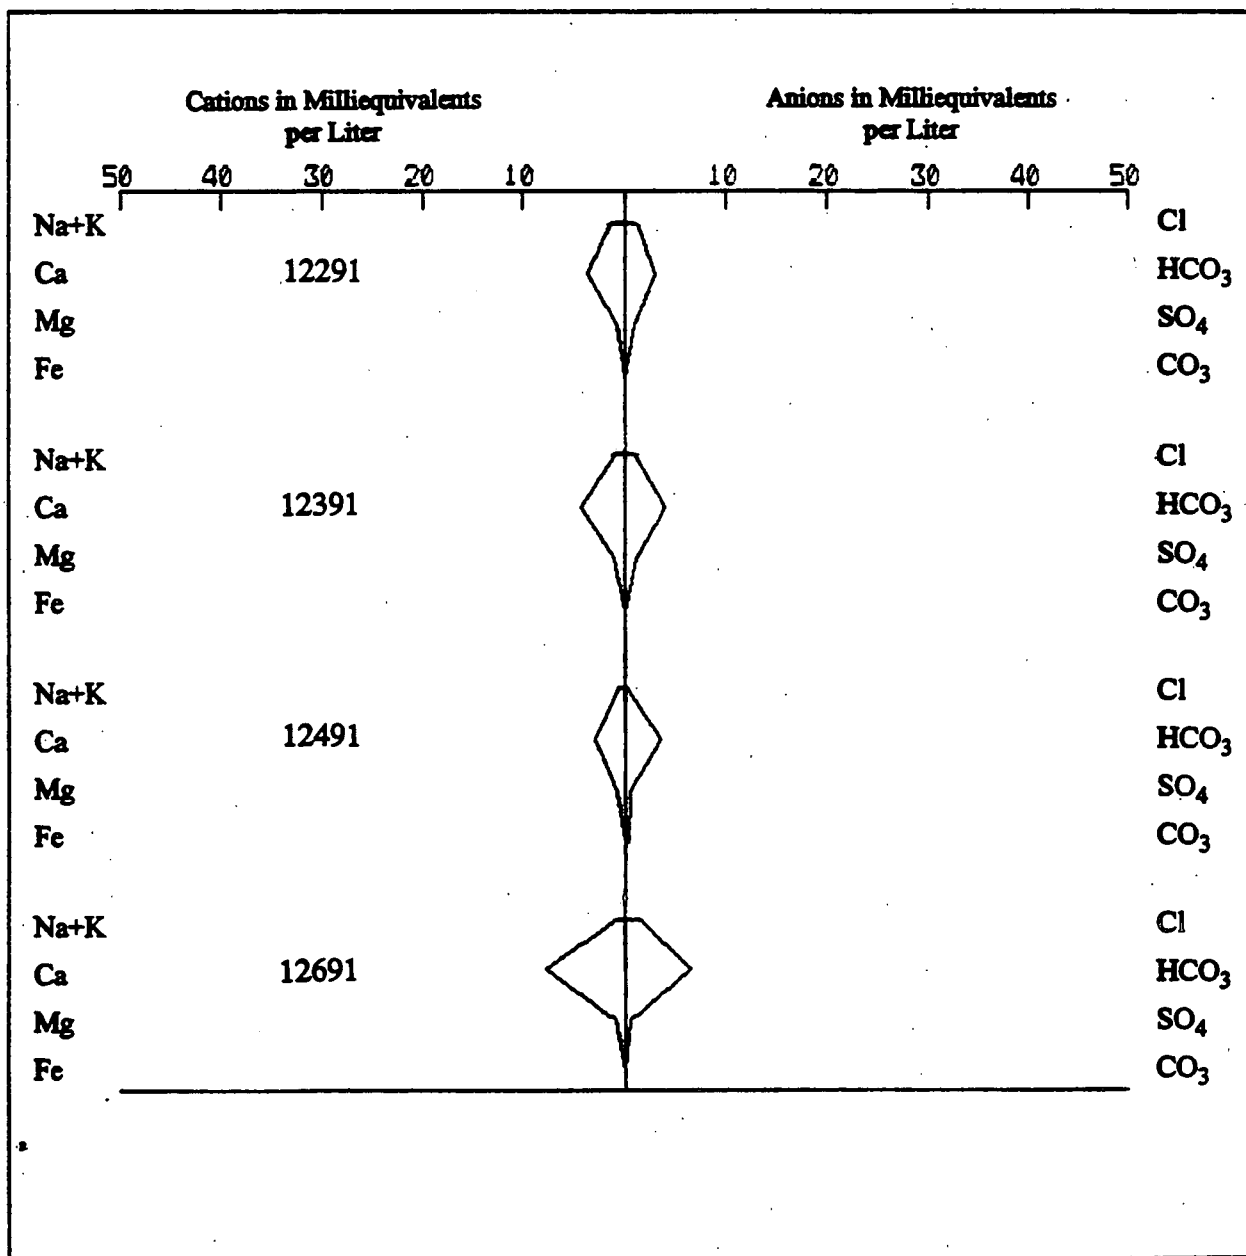 Cations in Milliequivalents
per Liter
Anions in Milliequivalents
per Liter
50 40 30 20 10 10 20 30 40 50
Na+K Cl
Ca 12291 HCO₃
Mg SO₄
Fe CO₃
Na+K Cl
Ca 12391 HCO₃
Mg SO₄
Fe CO₃
Na+K Cl
Ca 12491 HCO₃
Mg SO₄
Fe CO₃
Na+K Cl
Ca 12691 HCO₃
Mg SO₄
Fe CO₃